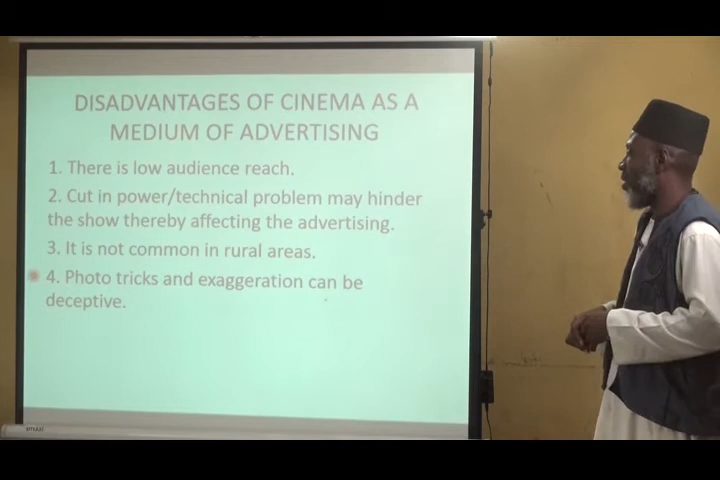 DISADVANTAGES OF CINEMA AS A
MEDIUM OF ADVERTISING
1. There is low audience reach.
2. Cut in power/technical problem may hinder
the show thereby affecting the advertising.
3. It is not common in rural areas.
4. Photo tricks and exaggeration can be
deceptive.